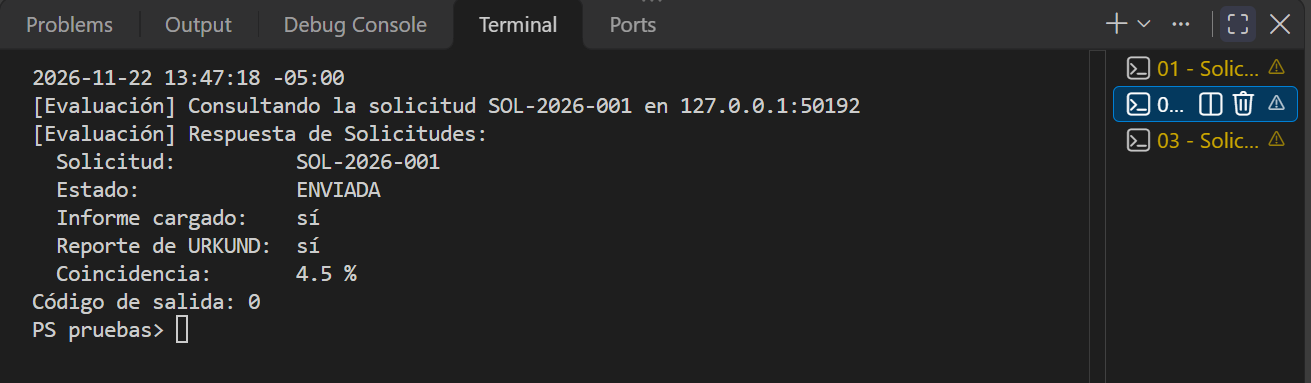 Problems Output Debug Console Terminal Ports
2026-11-22 13:47:18 -05:00
[Evaluación] Consultando la solicitud SOL-2026-001 en 127.0.0.1:50192
[Evaluación] Respuesta de Solicitudes:
Solicitud: SOL-2026-001
Estado: ENVIADA
Informe cargado: sí
Reporte de URKUND: sí
Coincidencia: 4.5 %
Código de salida: 0
PS pruebas>
01 - Solic...
0...
03 - Solic...